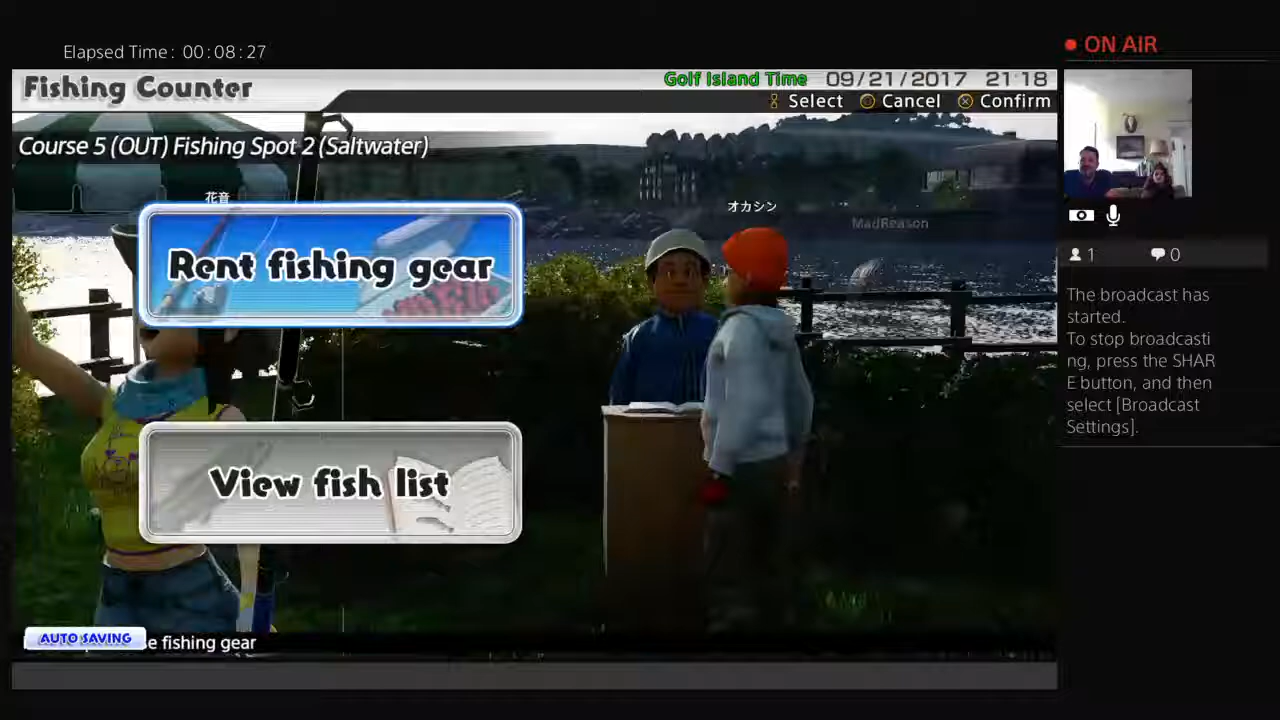 Elapsed Time: 00:08:27
ON AIR
Fishing Counter
Golf Island Time 09/21/2017 21:18
Select Cancel Confirm
Course 5 (OUT) Fishing Spot 2 (Saltwater)
花音
オカシン
MadReason
Rent fishing gear
View fish list
AUTO SAVING
se fishing gear
1 0
The broadcast has
started.
To stop broadcasti
ng, press the SHAR
E button, and then
select [Broadcast
Settings].